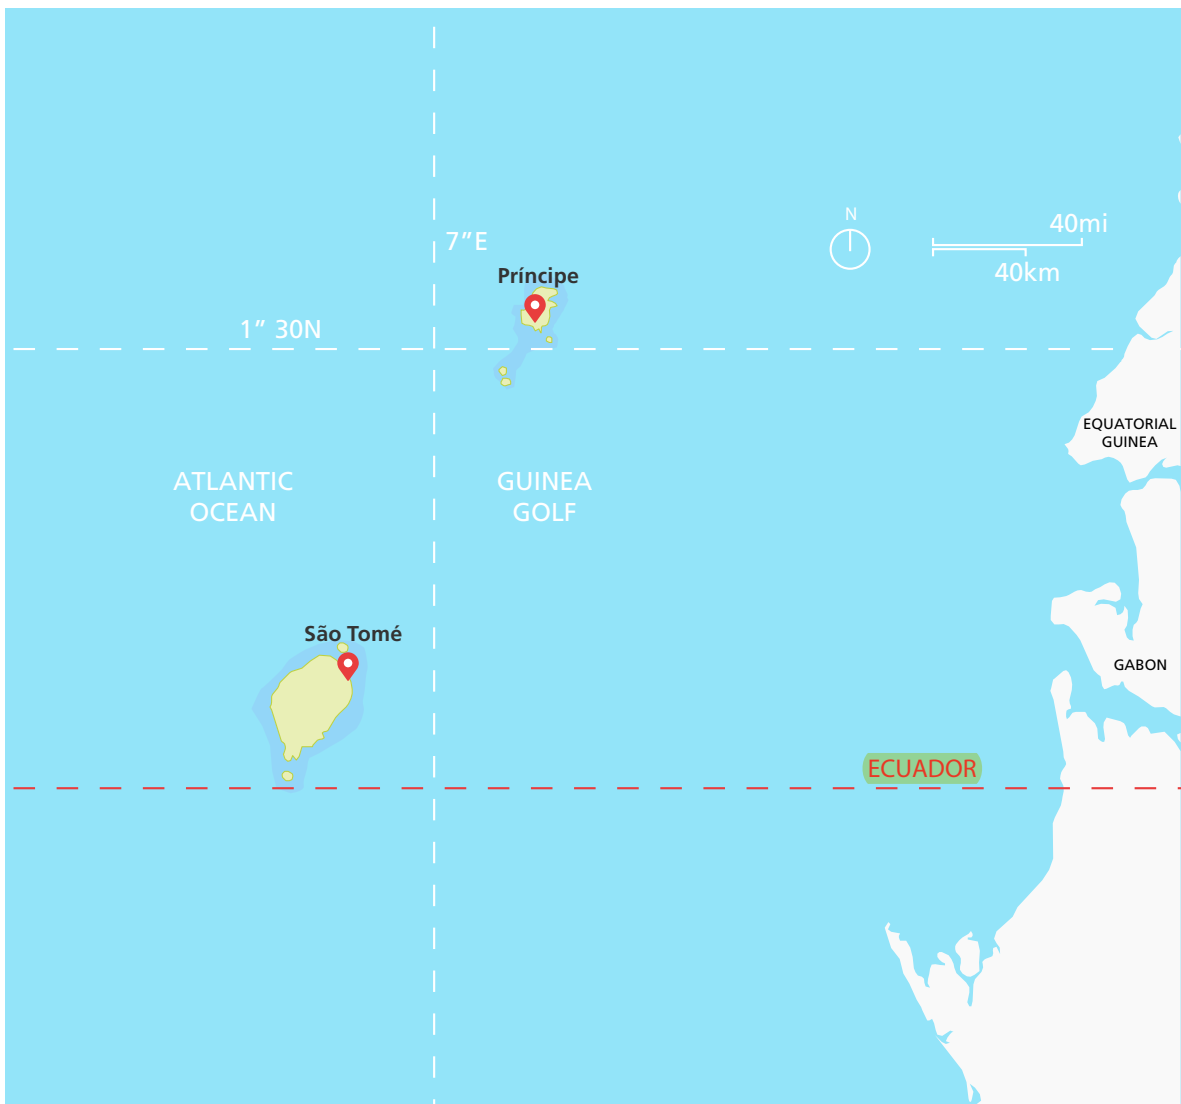 N
40mi
7”E
40km
Príncipe
1” 30N
EQUATORIAL
GUINEA
ATLANTIC
OCEAN
GUINEA
GOLF
São Tomé
GABON
ECUADOR